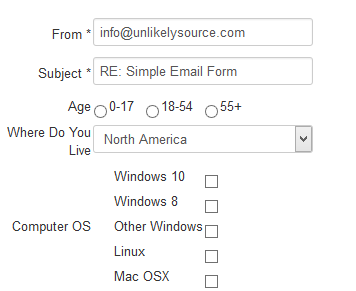 From * info@unlikelysource.com
Subject * RE: Simple Email Form
Age 0-17 18-54 55+
Where Do You Live North America
Computer OS
Windows 10
Windows 8
Other Windows
Linux
Mac OSX